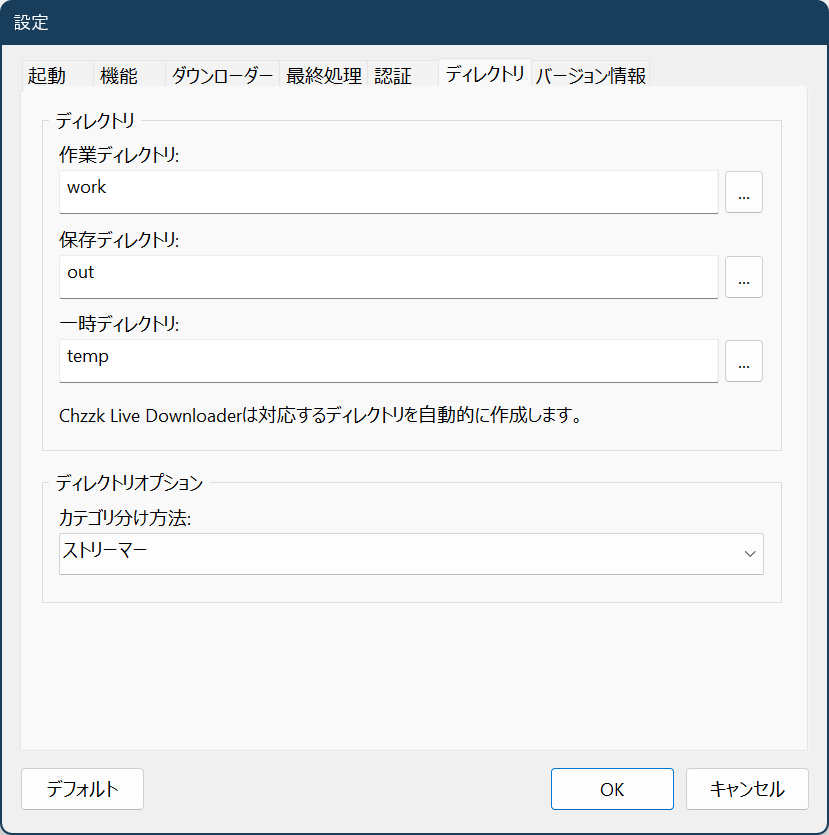 設定
起動 機能 ダウンローダー 最終処理 認証 ディレクトリ バージョン情報
ディレクトリ
作業ディレクトリ:
work
...
保存ディレクトリ:
out
...
一時ディレクトリ:
temp
...
Chzzk Live Downloaderは対応するディレクトリを自動的に作成します。
ディレクトリオプション
カテゴリ分け方法:
ストリーマー
デフォルト OK キャンセル